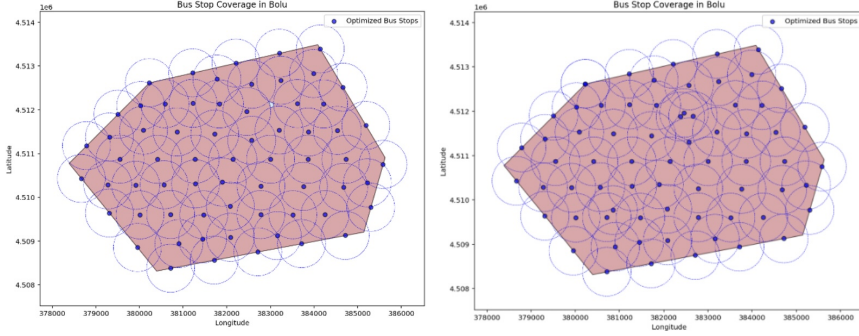 Bus Stop Coverage in Bolu
1e6
Optimized Bus Stops
4.514
4.513
4.512
4.511
4.510
4.509
4.508
Latitude
378000 379000 380000 381000 382000 383000 384000 385000 386000
Longitude
Bus Stop Coverage in Bolu
1e6
Optimized Bus Stops
4.514
4.513
4.512
4.511
4.510
4.509
4.508
Latitude
378000 379000 380000 381000 382000 383000 384000 385000 386000
Longitude